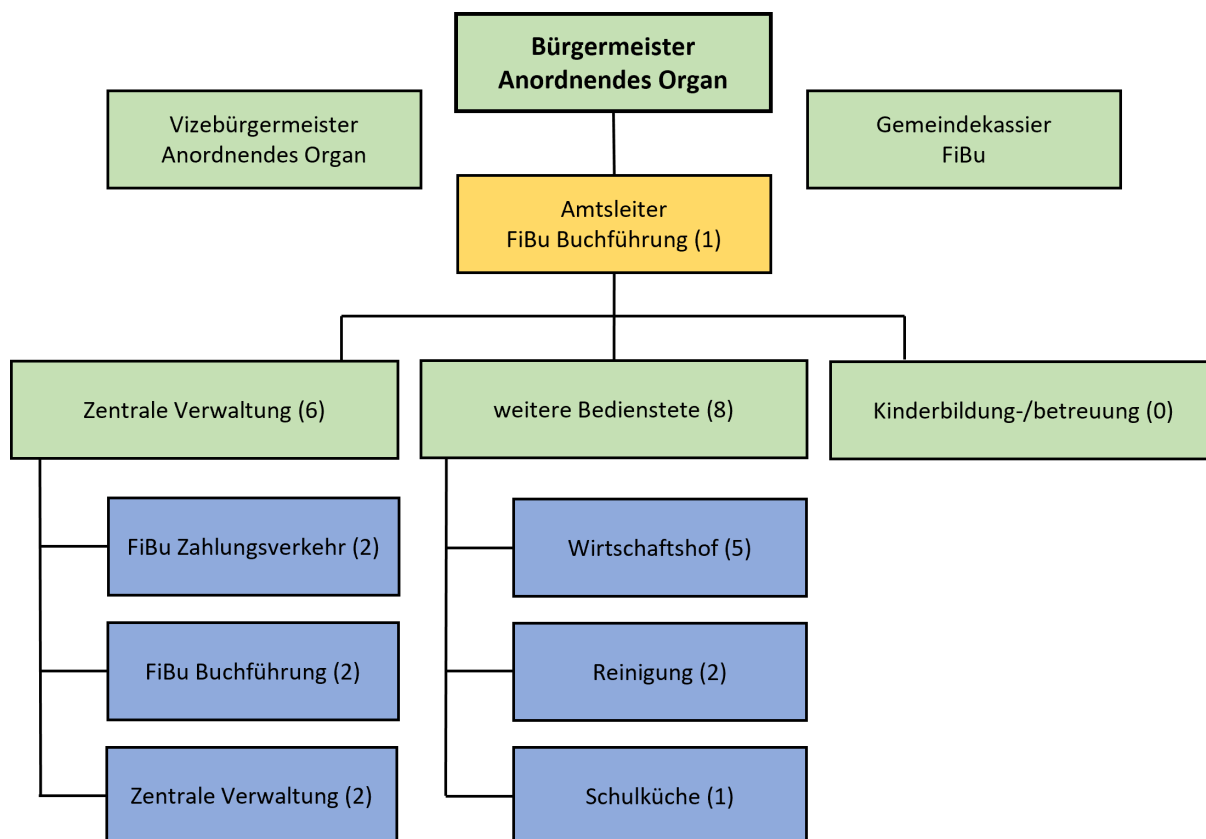 Bürgermeister
Anordnendes Organ
Vizebürgermeister
Anordnendes Organ
Gemeindekassier
FiBu
Amtsleiter
FiBu Buchführung (1)
Zentrale Verwaltung (6)
weitere Bedienstete (8)
Kinderbildung-/betreuung (0)
FiBu Zahlungsverkehr (2)
Wirtschaftshof (5)
FiBu Buchführung (2)
Reinigung (2)
Zentrale Verwaltung (2)
Schulküche (1)